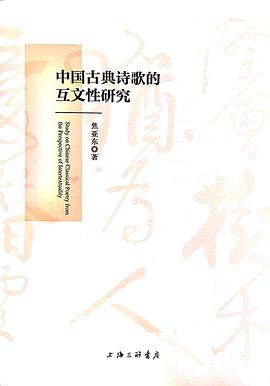 中国古典诗歌的
互文性研究
Study on Chinese Classical Poetry from
the Perspective of Intertextuality
焦亚东 著
上海三联书店